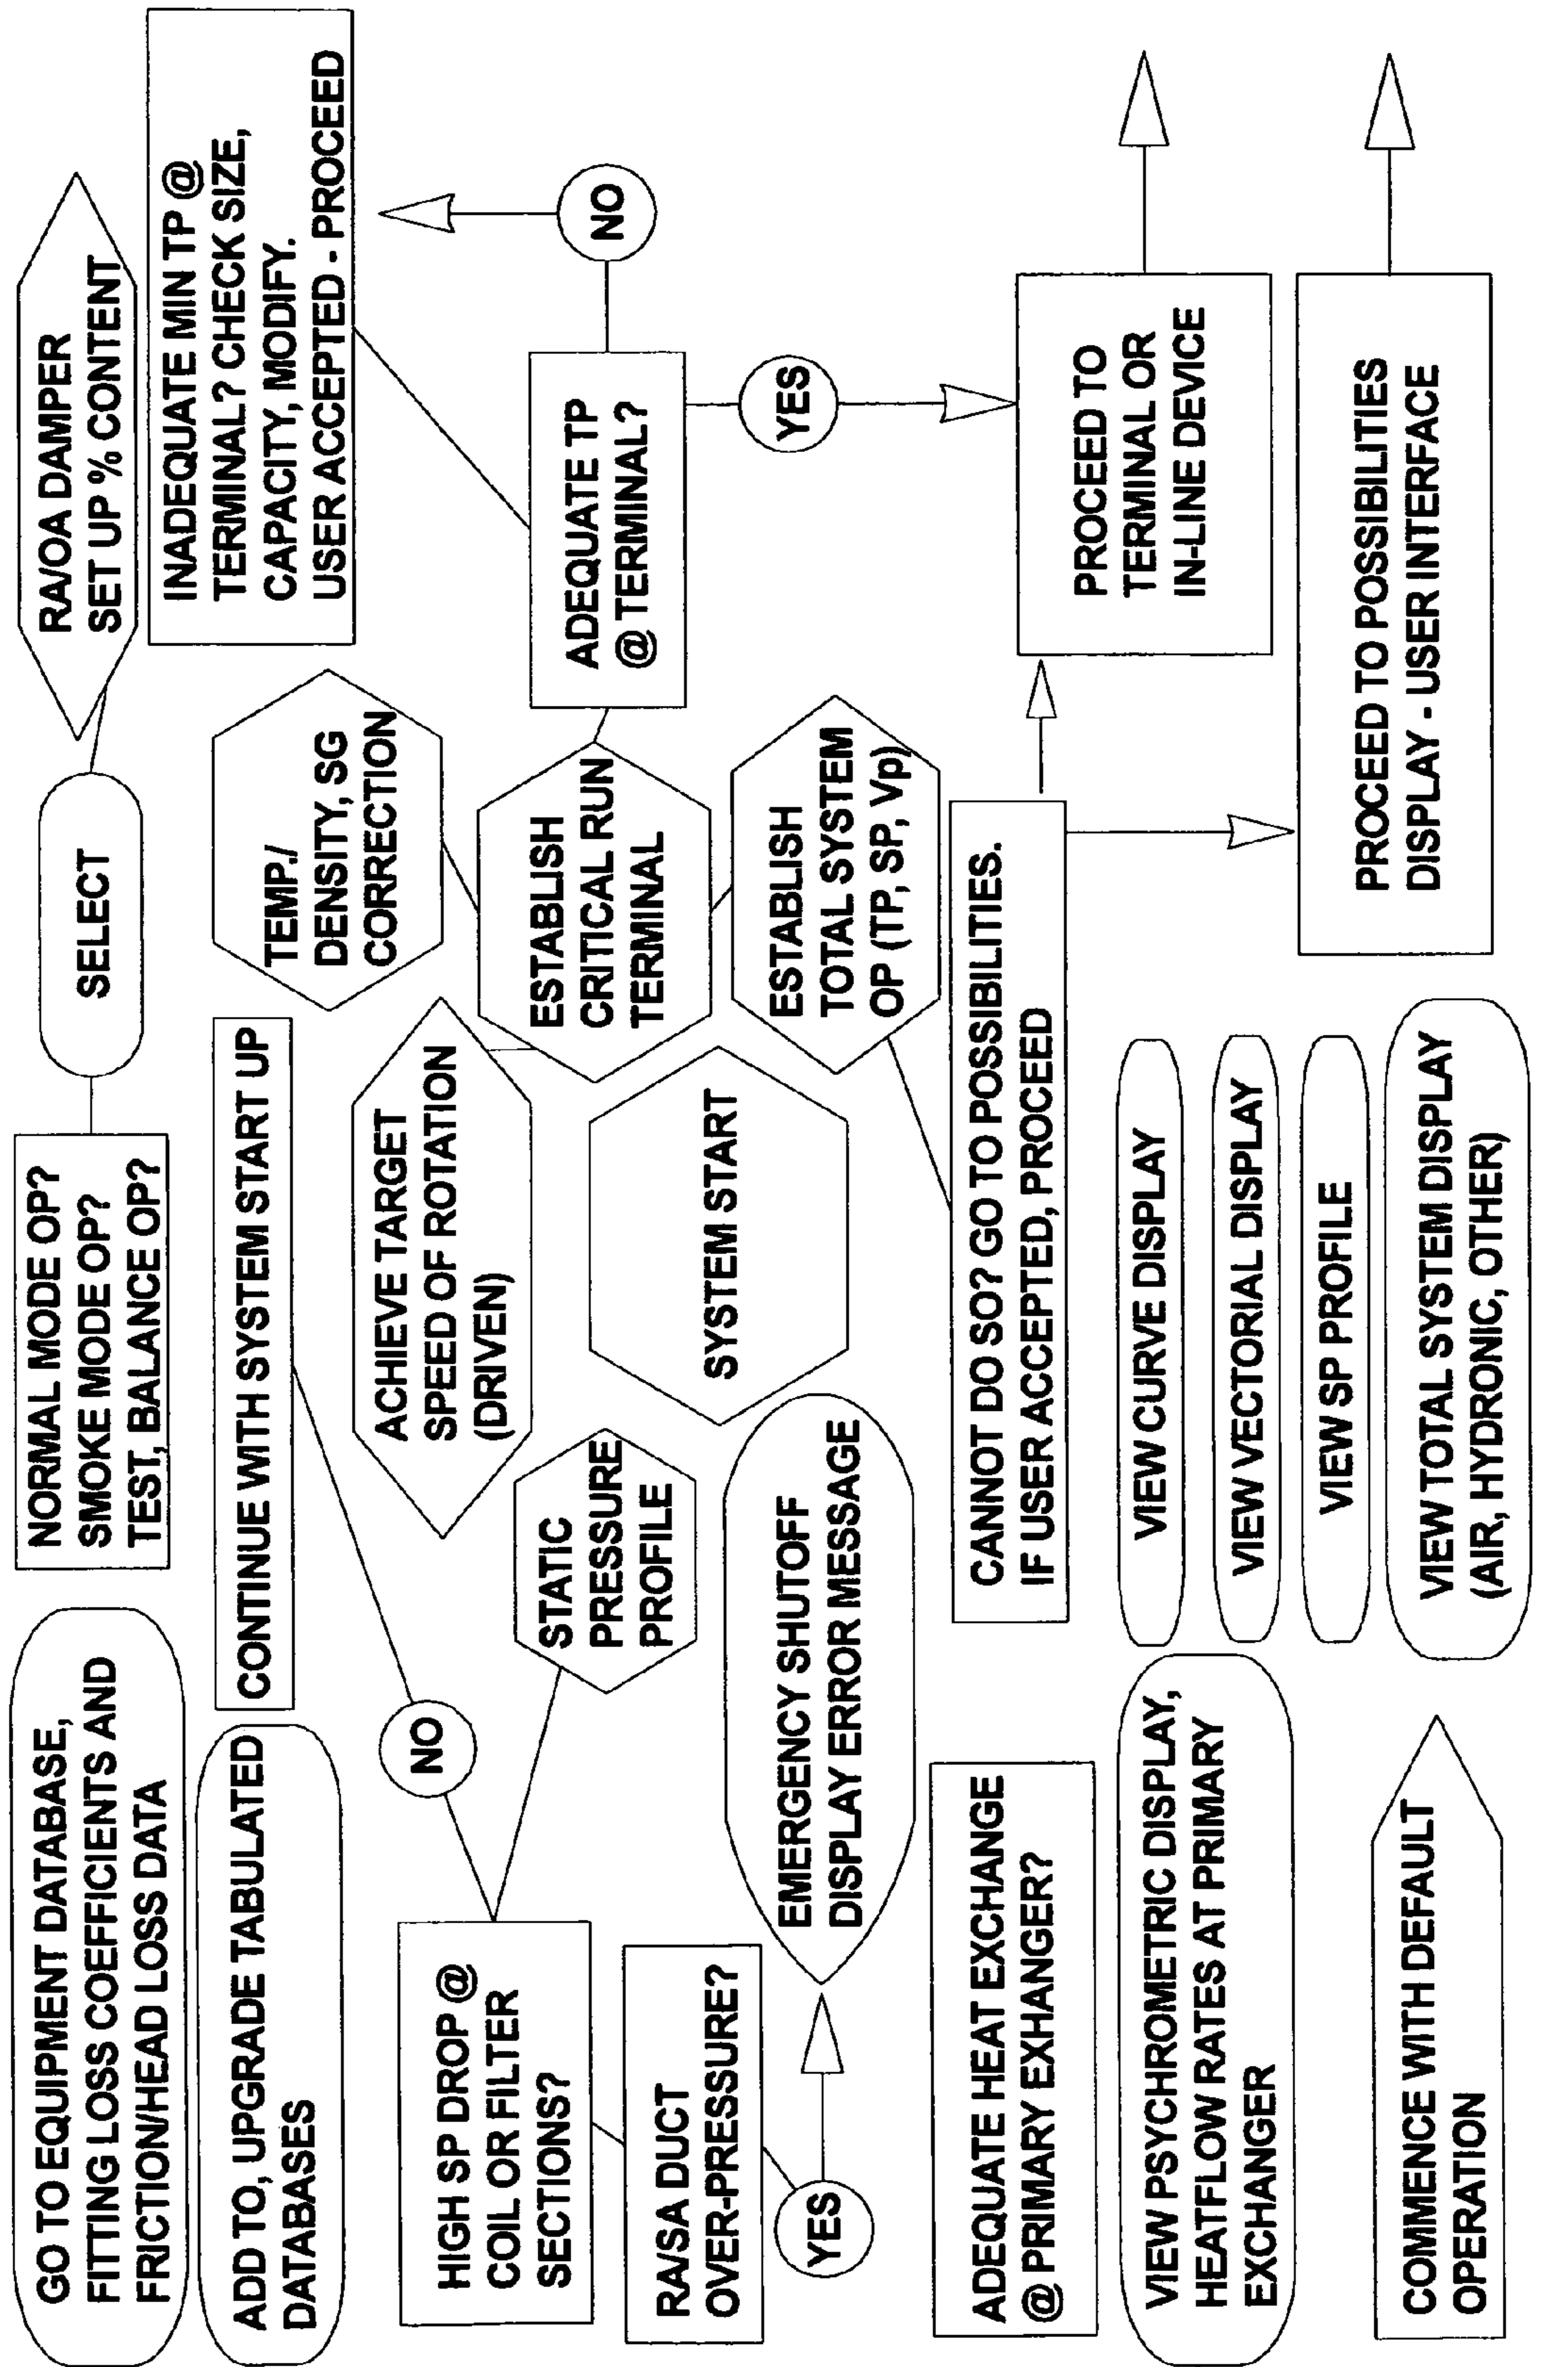 GO TO EQUIPMENT DATABASE,
FITTING LOSS COEFFICIENTS AND
FRICTION/HEAD LOSS DATA
NORMAL MODE OP?
SMOKE MODE OP?
TEST, BALANCE OP?
SELECT
RA/OA DAMPER
SET UP % CONTENT
ADD TO, UPGRADE TABULATED
DATABASES
CONTINUE WITH SYSTEM START UP
TEMP./
DENSITY, SG
CORRECTION
INADEQUATE MIN TP @
TERMINAL? CHECK SIZE,
CAPACITY, MODIFY.
USER ACCEPTED - PROCEED
NO
ACHIEVE TARGET
SPEED OF ROTATION
(DRIVEN)
HIGH SP DROP @
COIL OR FILTER
SECTIONS?
STATIC
PRESSURE
PROFILE
ESTABLISH
CRITICAL RUN
TERMINAL
ADEQUATE TP
@ TERMINAL?
NO
RA/SA DUCT
OVER-PRESSURE?
SYSTEM START
YES
EMERGENCY SHUTOFF
DISPLAY ERROR MESSAGE
ESTABLISH
TOTAL SYSTEM
OP (TP, SP, Vp)
YES
ADEQUATE HEAT EXCHANGE
@ PRIMARY EXHANGER?
CANNOT DO SO? GO TO POSSIBILITIES.
IF USER ACCEPTED, PROCEED
PROCEED TO
TERMINAL OR
IN-LINE DEVICE
VIEW PSYCHROMETRIC DISPLAY,
HEATFLOW RATES AT PRIMARY
EXCHANGER
VIEW CURVE DISPLAY
VIEW VECTORIAL DISPLAY
VIEW SP PROFILE
PROCEED TO POSSIBILITIES
DISPLAY - USER INTERFACE
COMMENCE WITH DEFAULT
OPERATION
VIEW TOTAL SYSTEM DISPLAY
(AIR, HYDRONIC, OTHER)